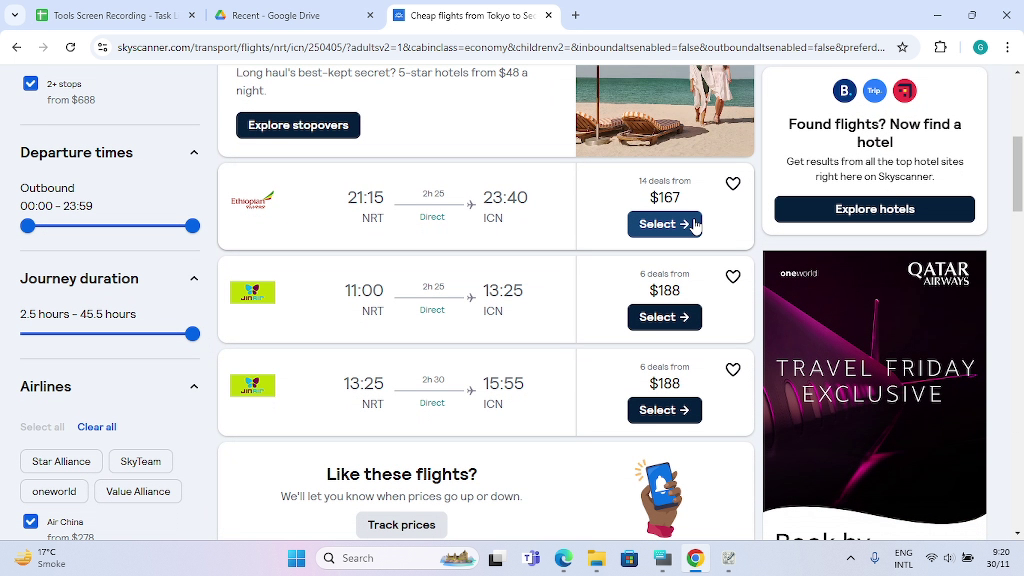 Tools Screen Recording - Task L
Recent - Google Drive
Cheap flights from Tokyo to Seo
skyscanner.com/transport/flights/nrt/icn/250405/?adultsv2=1&cabinclass=economy&childrenv2=&inboundaltsenabled=false&outboundaltsenabled=false&preferd...
G
2+ stops
from $688
Departure times
Outbound
00:00 - 23:59
Journey duration
2.5 hours - 45.5 hours
Airlines
Select all Clear all
Star Alliance SkyTeam
oneworld Value Alliance
Air China
from $278
Long haul's best-kept secret? 5-star hotels from $48 a
night.
Explore stopovers
Ethiopian
21:15 2h 25 23:40
NRT Direct ICN
14 deals from
$167
Select →
JINAIR
11:00 2h 25 13:25
NRT Direct ICN
6 deals from
$188
Select →
JINAIR
13:25 2h 30 15:55
NRT Direct ICN
6 deals from
$188
Select →
Like these flights?
We'll let you know when prices go up or down.
Track prices
B. Trip
Found flights? Now find a
hotel
Get results from all the top hotel sites
right here on Skyscanner.
Explore hotels
oneworld QATAR
AIRWAYS
TRAVEL FRIDAY
EXCLUSIVE
17°C
Smoke
Search
ENG
INTL
9:20
30/11